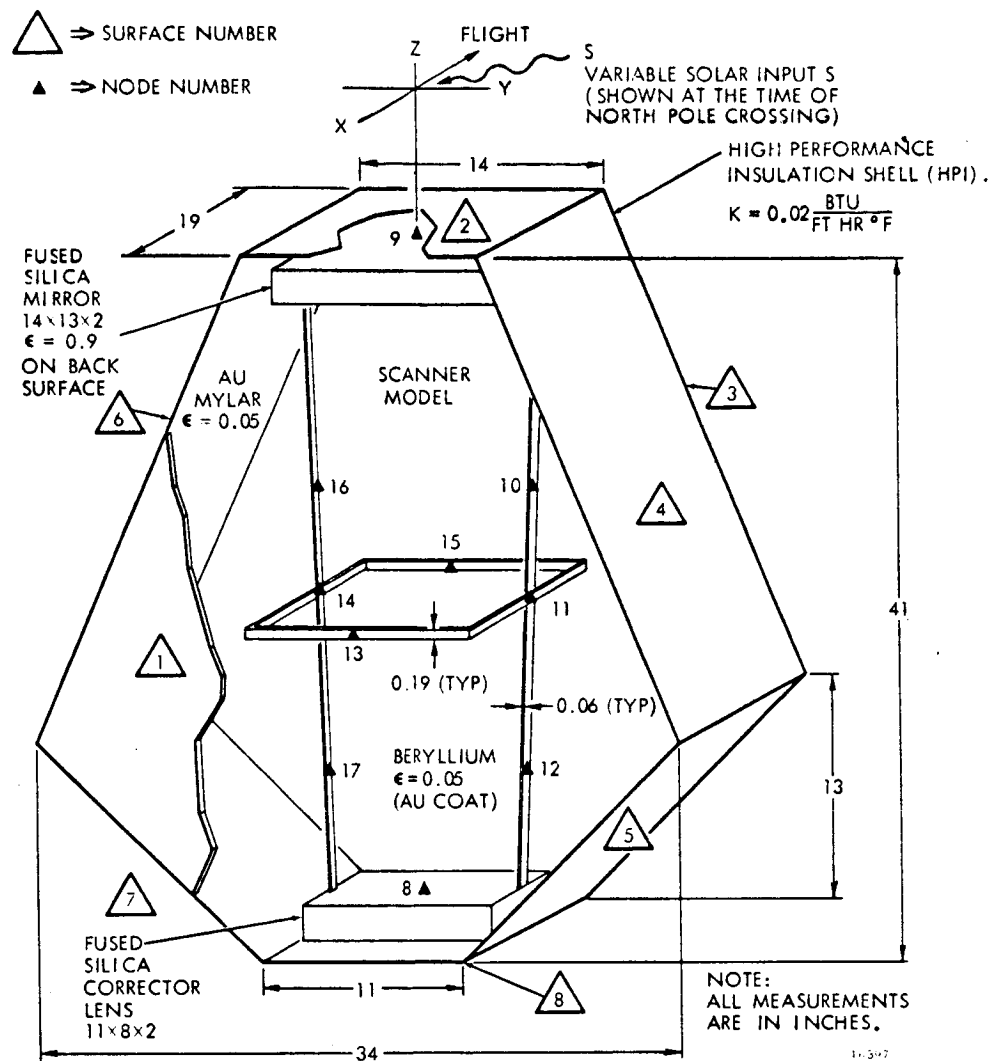 ⇒ SURFACE NUMBER
▲ ⇒ NODE NUMBER
FLIGHT
Z
Y
X
S
VARIABLE SOLAR INPUT S
(SHOWN AT THE TIME OF
NORTH POLE CROSSING)
HIGH PERFORMANCE
INSULATION SHELL (HPI).
K = 0.02 BTU
FT HR °F
14
19
9
2
FUSED
SILICA
MIRROR
14×13×2
ϵ = 0.9
ON BACK
SURFACE
6
AU
MYLAR
ϵ = 0.05
SCANNER
MODEL
3
16
10
4
15
14
11
13
41
1
0.19 (TYP)
0.06 (TYP)
17
BERYLLIUM
ϵ = 0.05
(AU COAT)
12
13
5
8
7
FUSED
SILICA
CORRECTOR
LENS
11×8×2
11
8
NOTE:
ALL MEASUREMENTS
ARE IN INCHES.
34